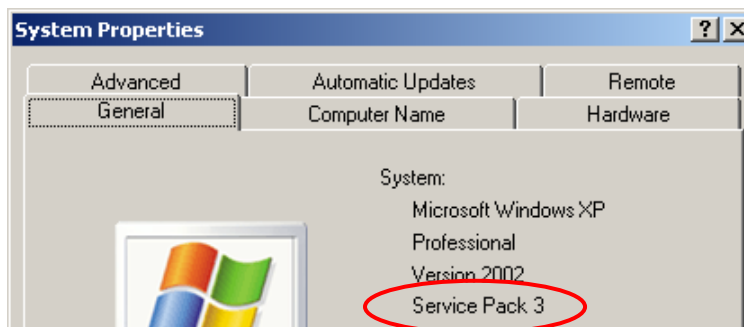 System Properties ? X
Advanced Automatic Updates Remote
General Computer Name Hardware
System:
Microsoft Windows XP
Professional
Version 2002
Service Pack 3